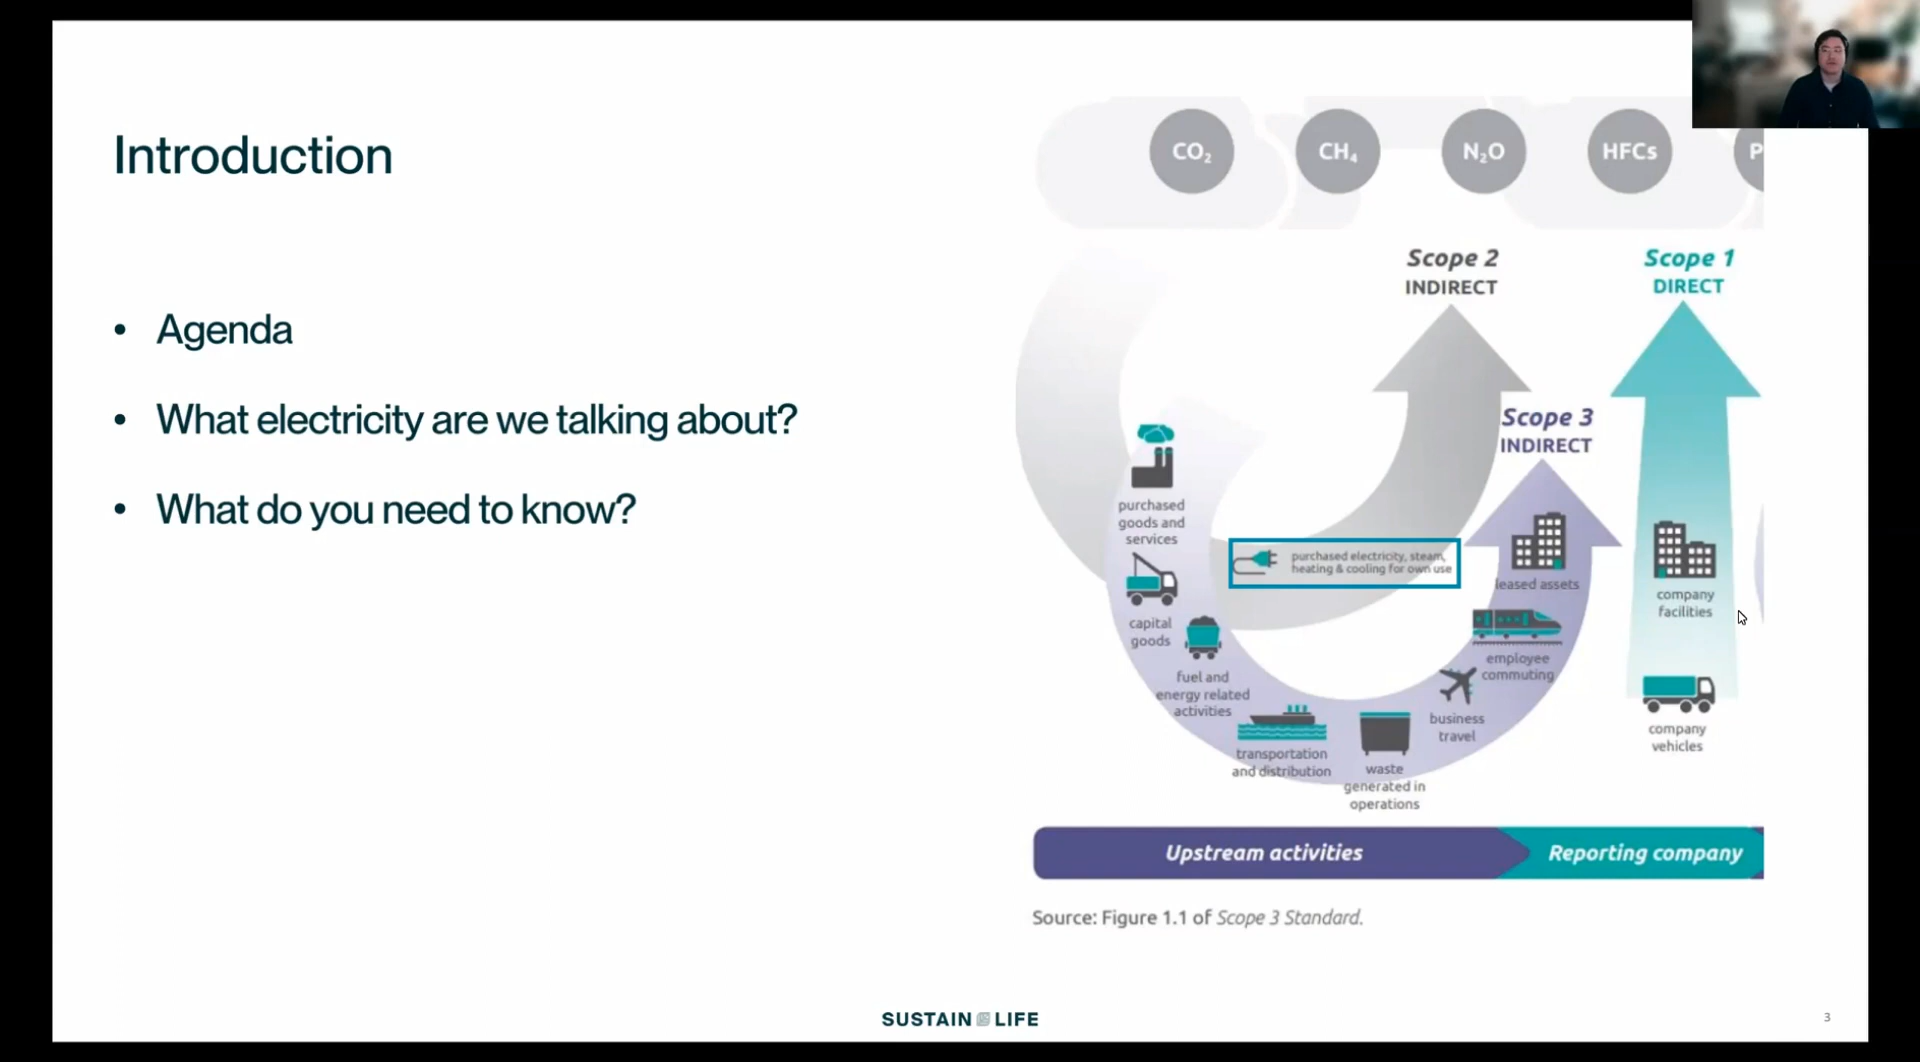 Introduction
• Agenda
• What electricity are we talking about?
• What do you need to know?
CO₂
CH₄
N₂O
HFCs
P
Scope 2
INDIRECT
Scope 1
DIRECT
Scope 3
INDIRECT
purchased
goods and
services
purchased electricity, steam,
heating & cooling for own use
capital
goods
fuel and
energy related
activities
transportation
and distribution
waste
generated in
operations
business
travel
employee
commuting
leased assets
company
facilities
company
vehicles
Upstream activities
Reporting company
Source: Figure 1.1 of Scope 3 Standard.
SUSTAIN LIFE
3